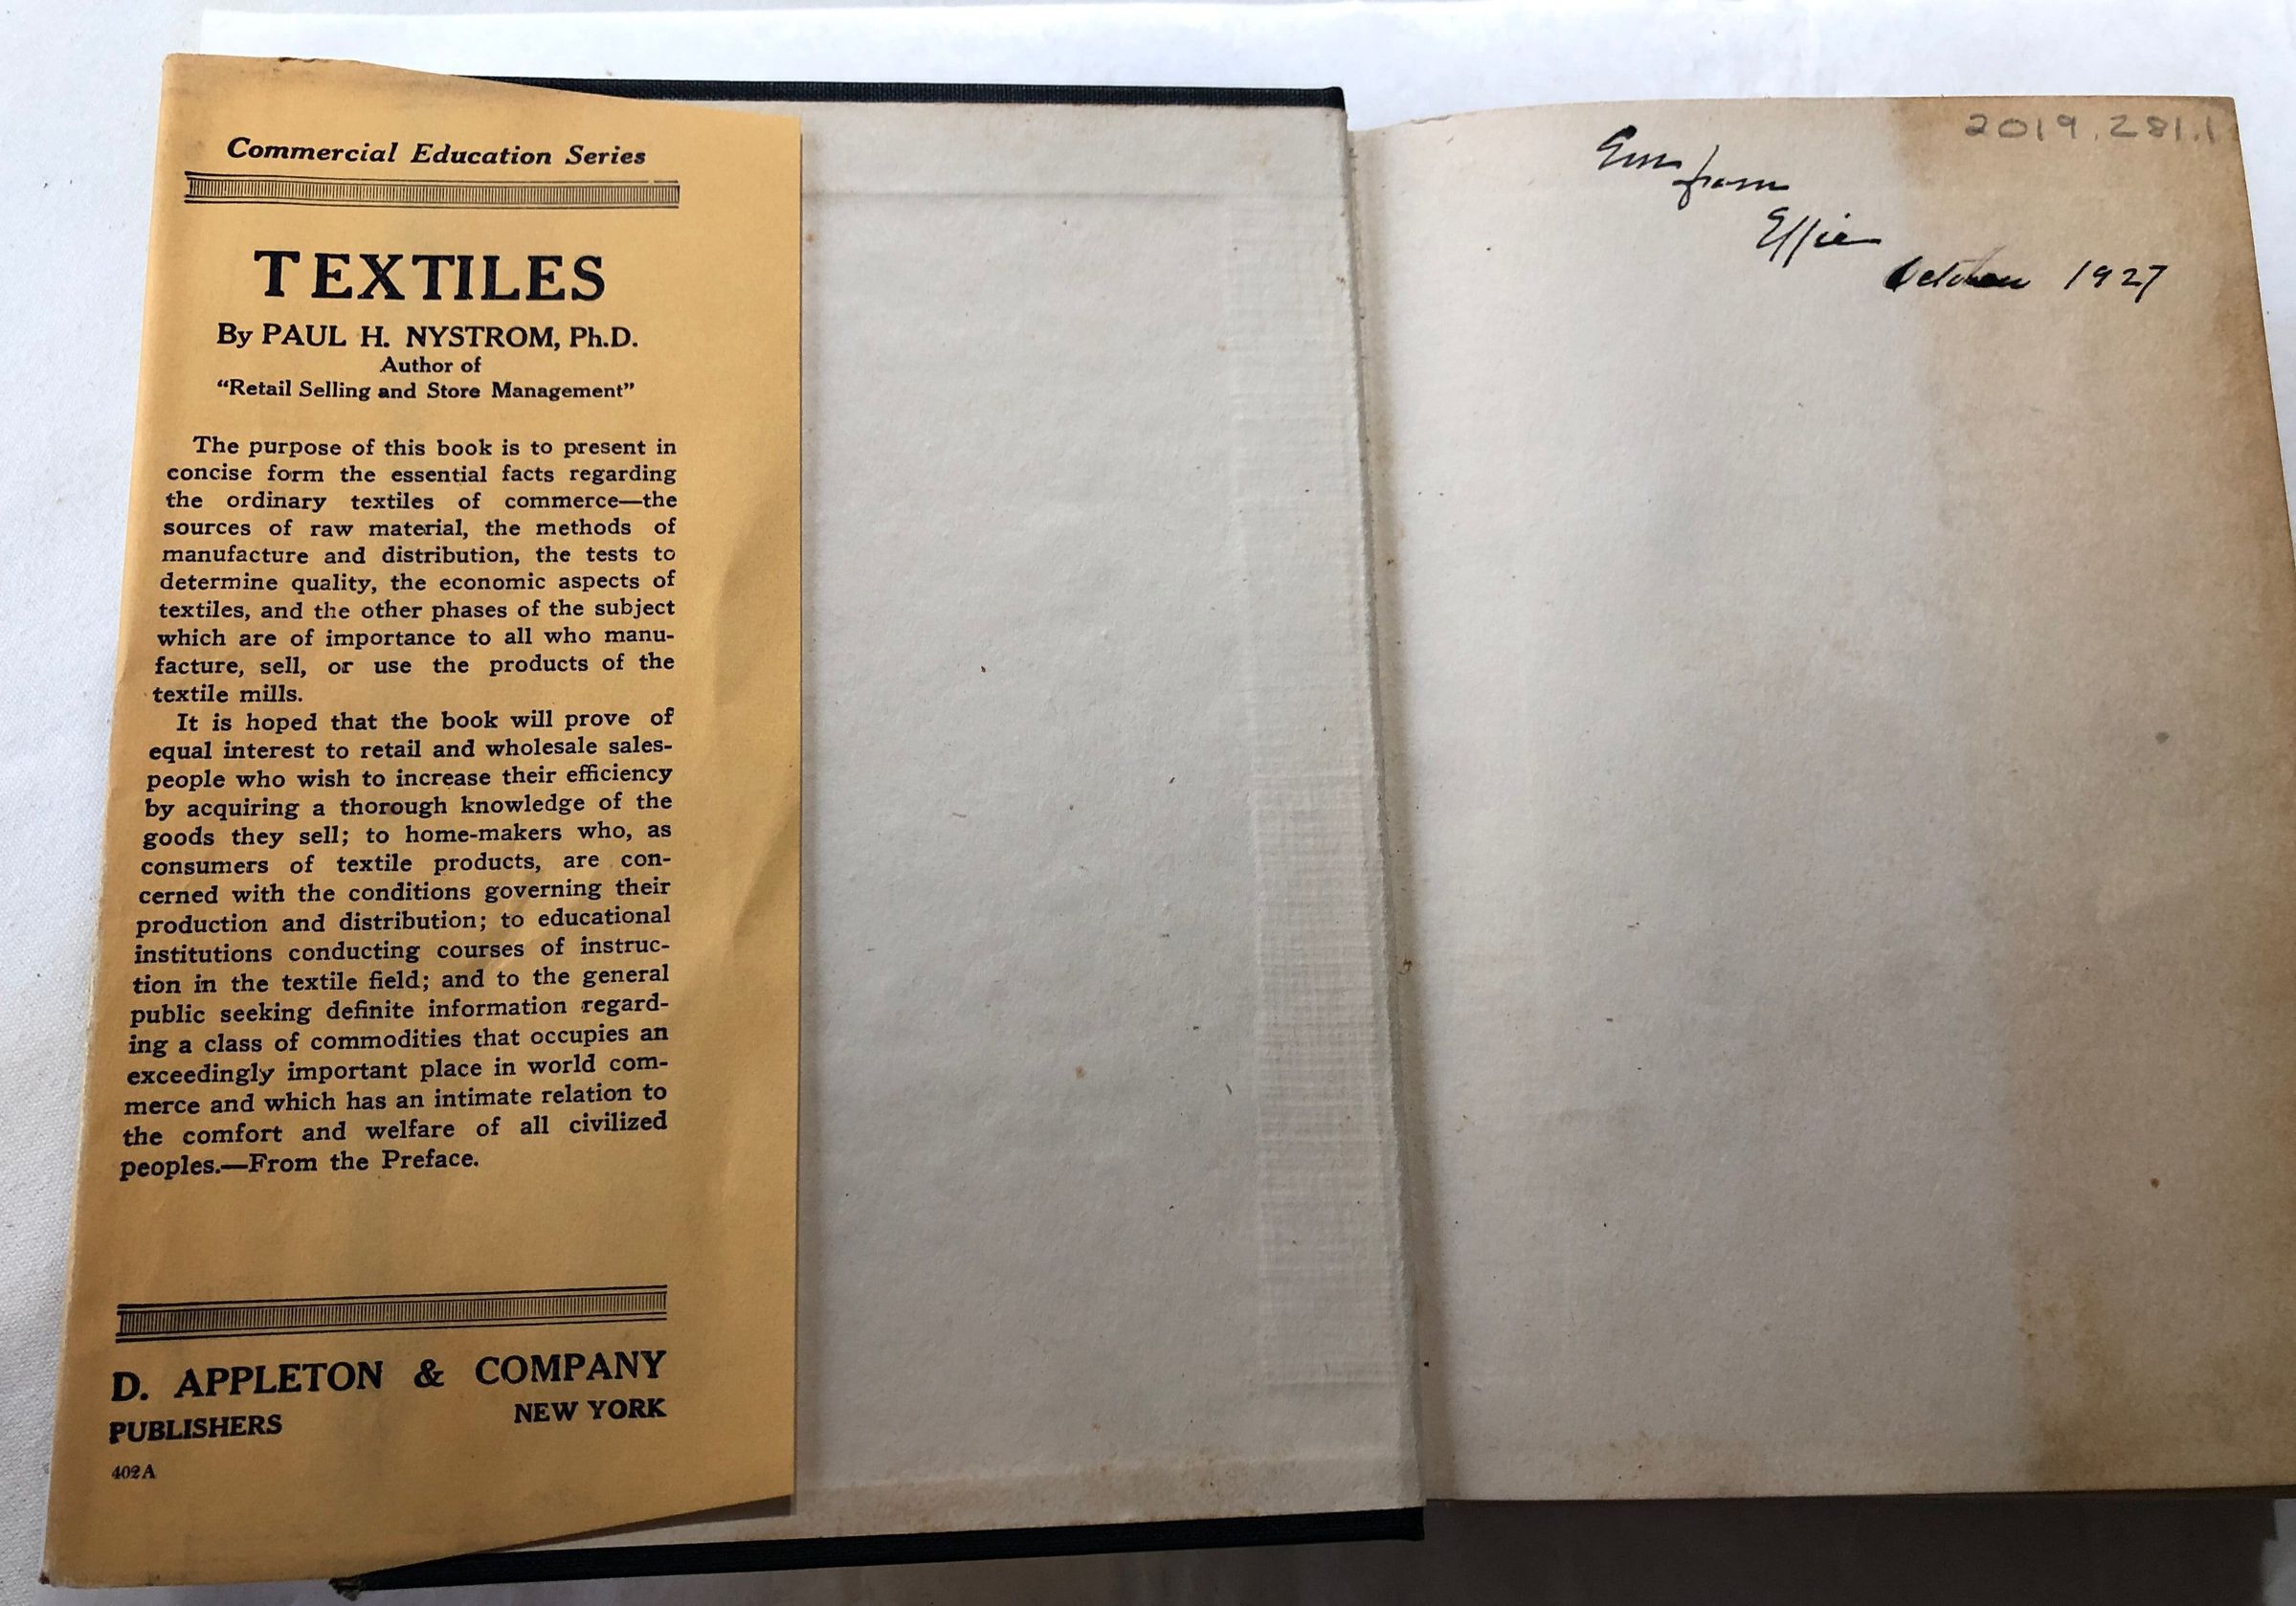 Commercial Education Series
TEXTILES
By PAUL H. NYSTROM, Ph.D.
Author of
"Retail Selling and Store Management"
The purpose of this book is to present in
concise form the essential facts regarding
the ordinary textiles of commerce—the
sources of raw material, the methods of
manufacture and distribution, the tests to
determine quality, the economic aspects of
textiles, and the other phases of the subject
which are of importance to all who manu-
facture, sell, or use the products of the
textile mills.
It is hoped that the book will prove of
equal interest to retail and wholesale sales-
people who wish to increase their efficiency
by acquiring a thorough knowledge of the
goods they sell; to home-makers who, as
consumers of textile products, are con-
cerned with the conditions governing their
production and distribution; to educational
institutions conducting courses of instruc-
tion in the textile field; and to the general
public seeking definite information regard-
ing a class of commodities that occupies an
exceedingly important place in world com-
merce and which has an intimate relation to
the comfort and welfare of all civilized
peoples.—From the Preface.
D. APPLETON & COMPANY
PUBLISHERS NEW YORK
402A
2019.281.1
from
Effie
October 1927